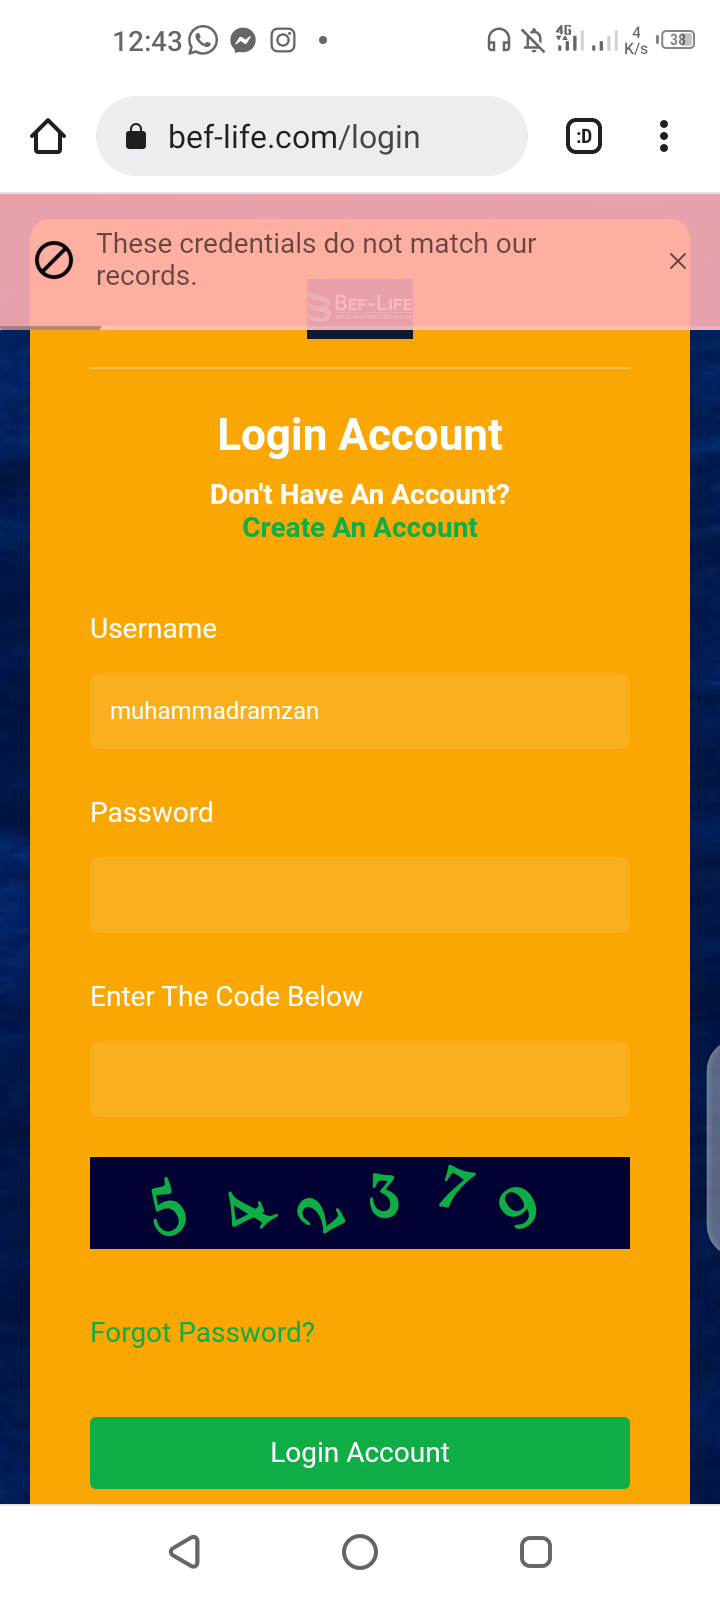 12:43
4G
4
K/s
38
bef-life.com/login
:D
These credentials do not match our
records.
BEF-LIFE
Login Account
Don't Have An Account?
Create An Account
Username
muhammadramzan
Password
Enter The Code Below
5 4 2 3 7 9
Forgot Password?
Login Account